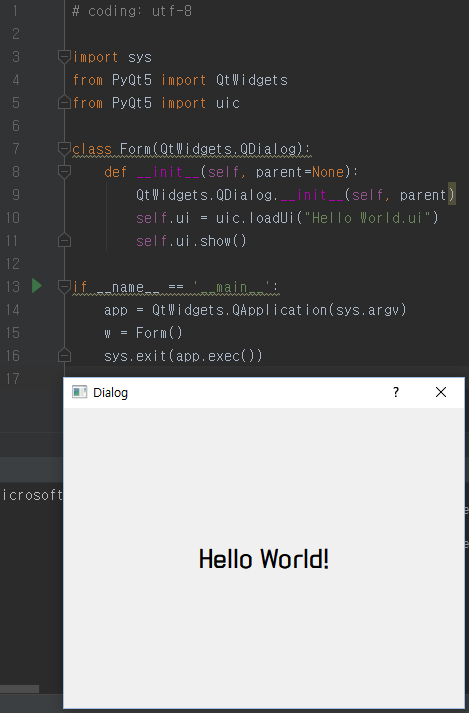 1 # coding: utf-8
2
3 import sys
4 from PyQt5 import QtWidgets
5 from PyQt5 import uic
6
7 class Form(QtWidgets.QDialog):
8 def __init__(self, parent=None):
9 QtWidgets.QDialog.__init__(self, parent)
10 self.ui = uic.loadUi("Hello World.ui")
11 self.ui.show()
12
13 if __name__ == '__main__':
14 app = QtWidgets.QApplication(sys.argv)
15 w = Form()
16 sys.exit(app.exec())
17
Dialog ?
icrosoft
Hello World!